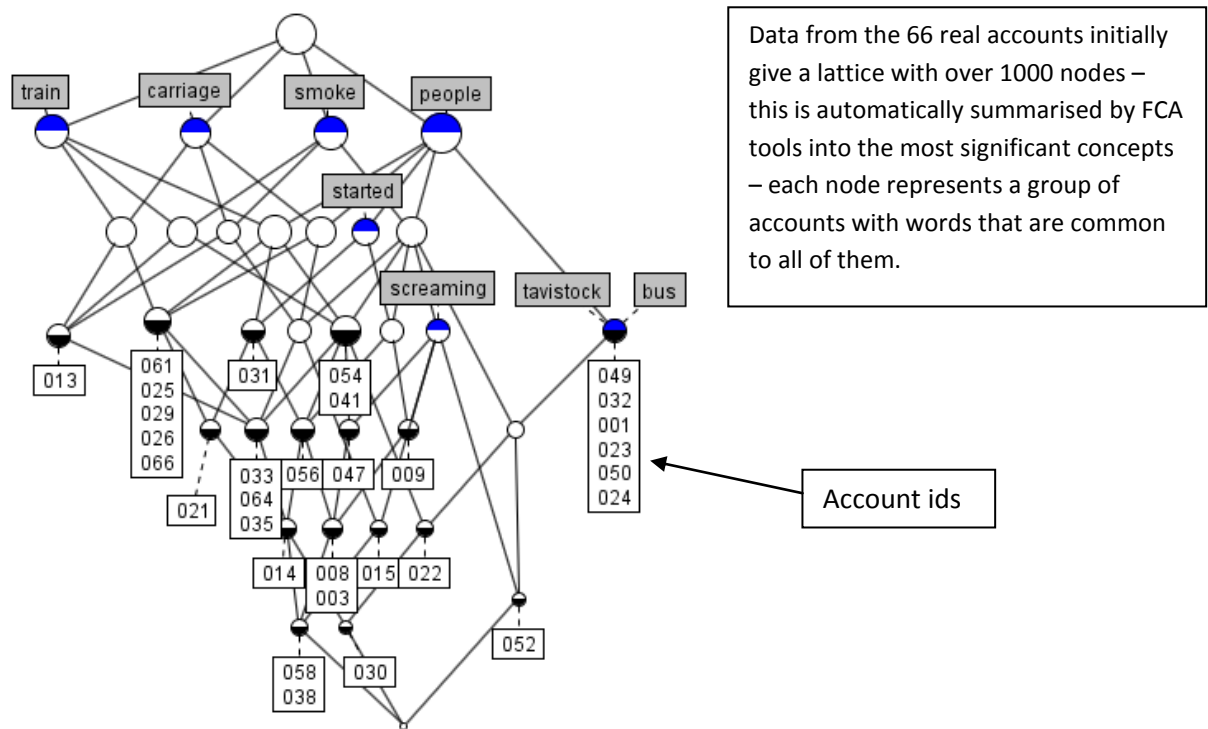 Data from the 66 real accounts initially
give a lattice with over 1000 nodes –
this is automatically summarised by FCA
tools into the most significant concepts
– each node represents a group of
accounts with words that are common
to all of them.
train
carriage
smoke
people
started
screaming
tavistock
bus
013
061
025
029
026
066
031
054
041
049
032
001
023
050
024
021
033
064
035
056
047
009
Account ids
014
008
003
015
022
052
058
038
030